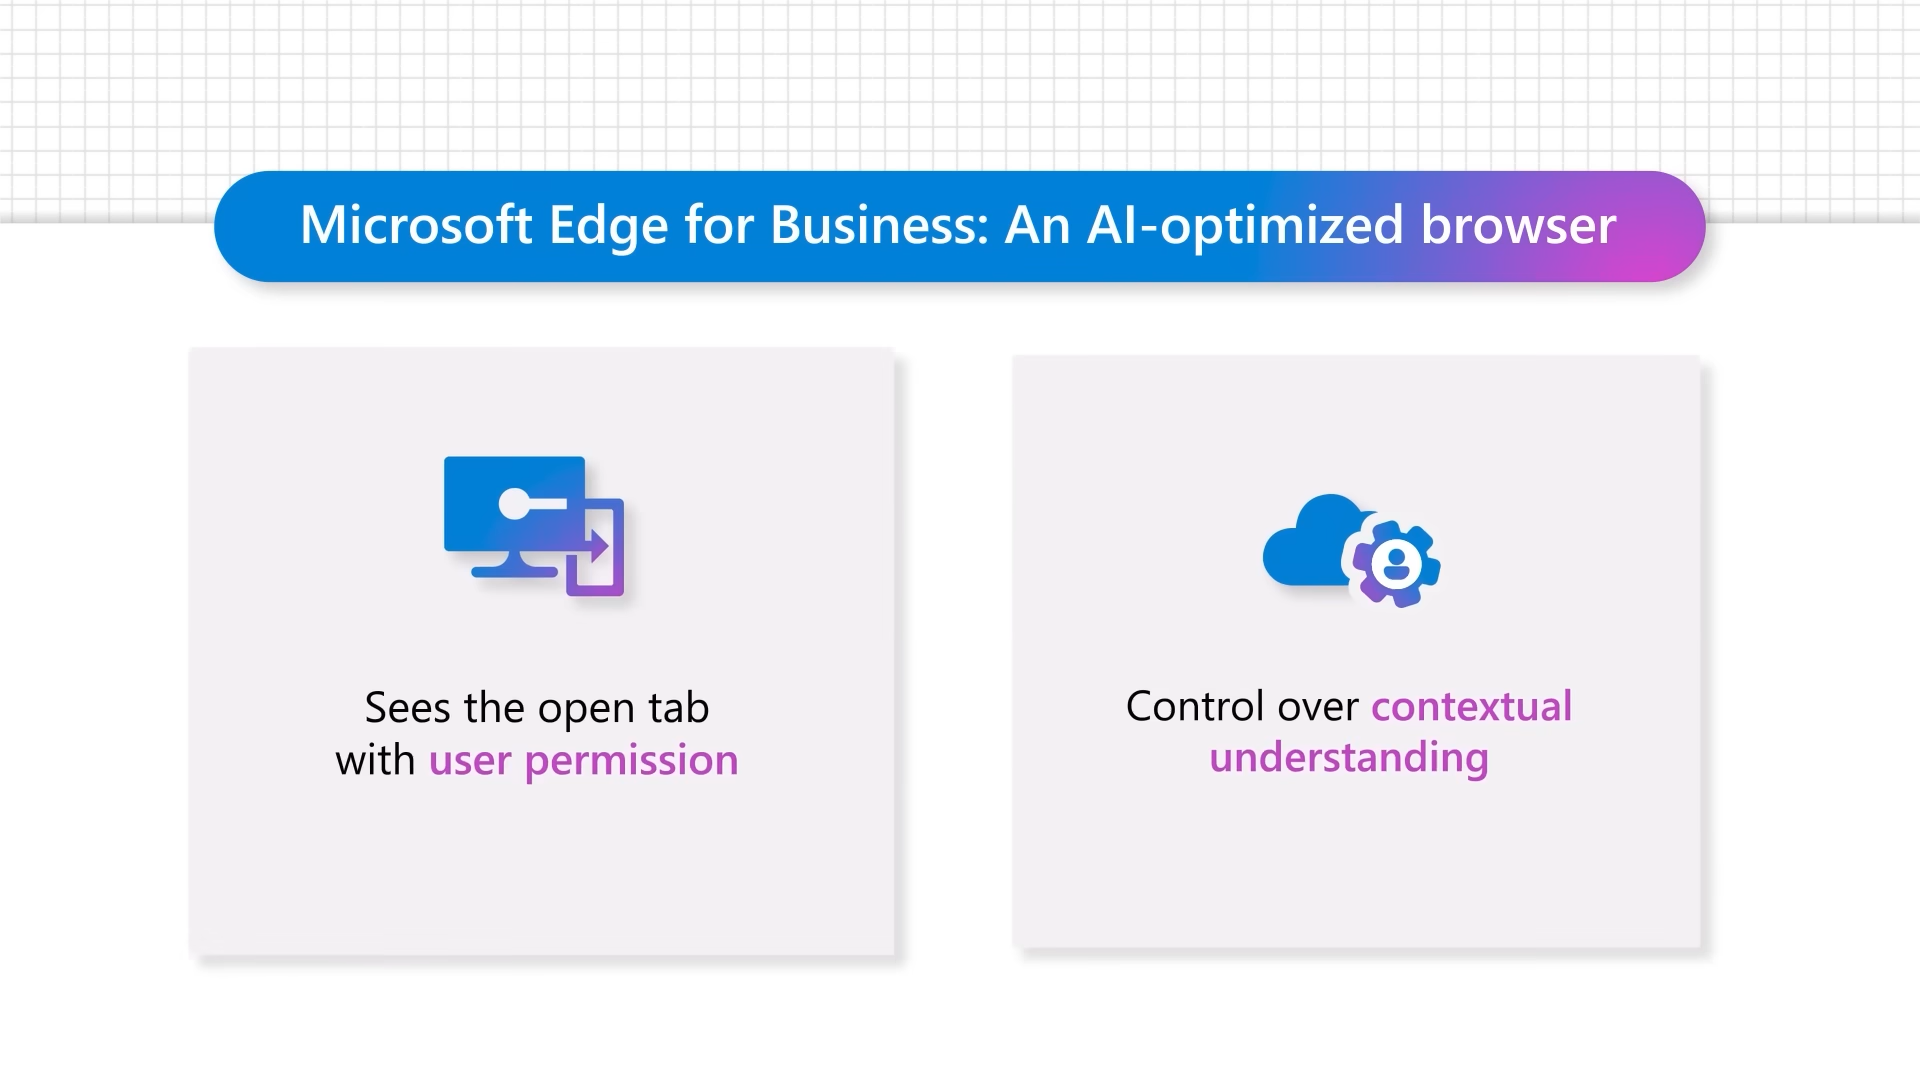 Microsoft Edge for Business: An AI-optimized browser
Sees the open tab
with user permission
Control over contextual
understanding